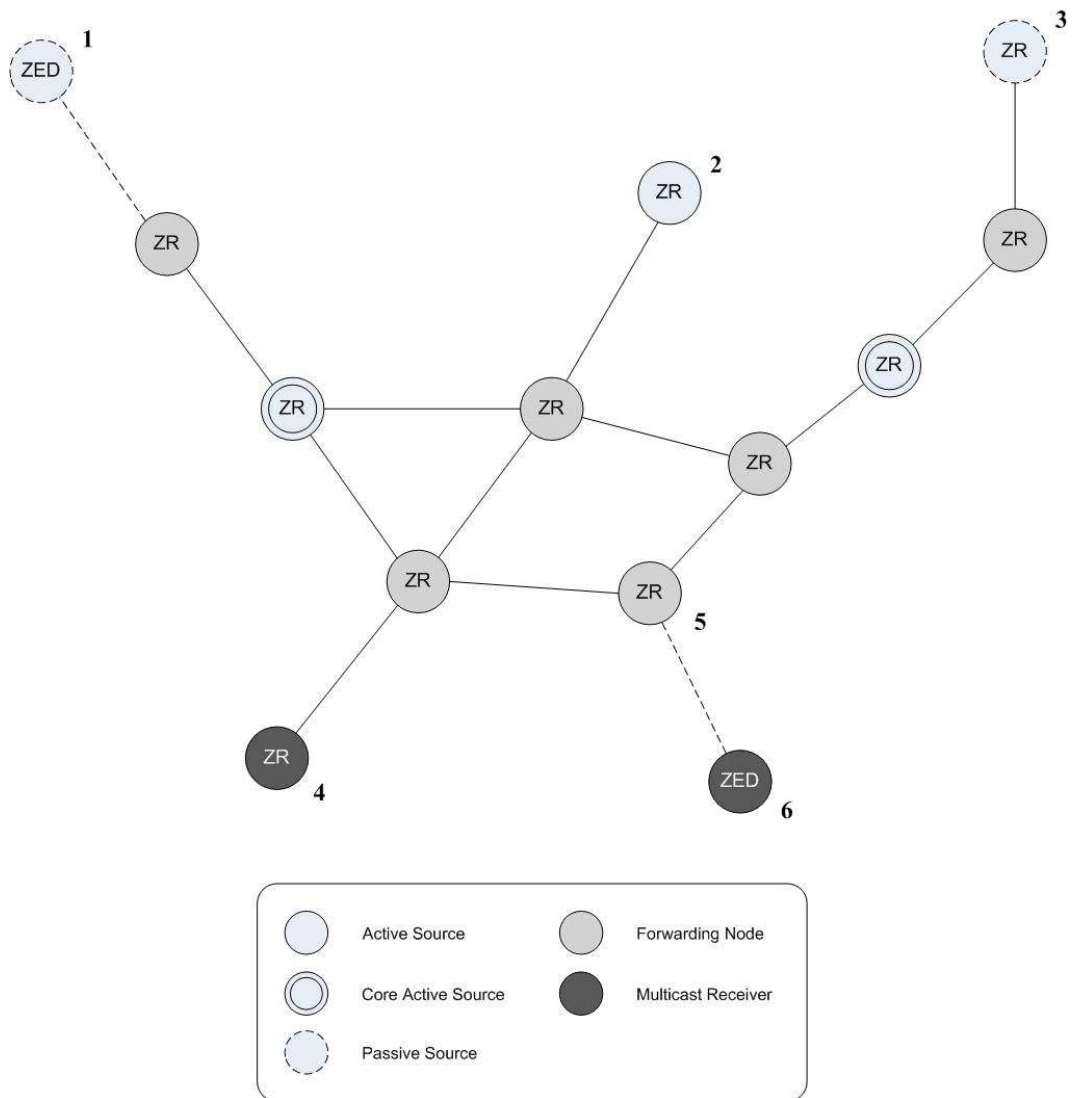 1
3
ZED
ZR
2
ZR
ZR
ZR
ZR
ZR
ZR
ZR
ZR
ZR
5
ZR
4
ZED
6
Active Source
Forwarding Node
Core Active Source
Multicast Receiver
Passive Source